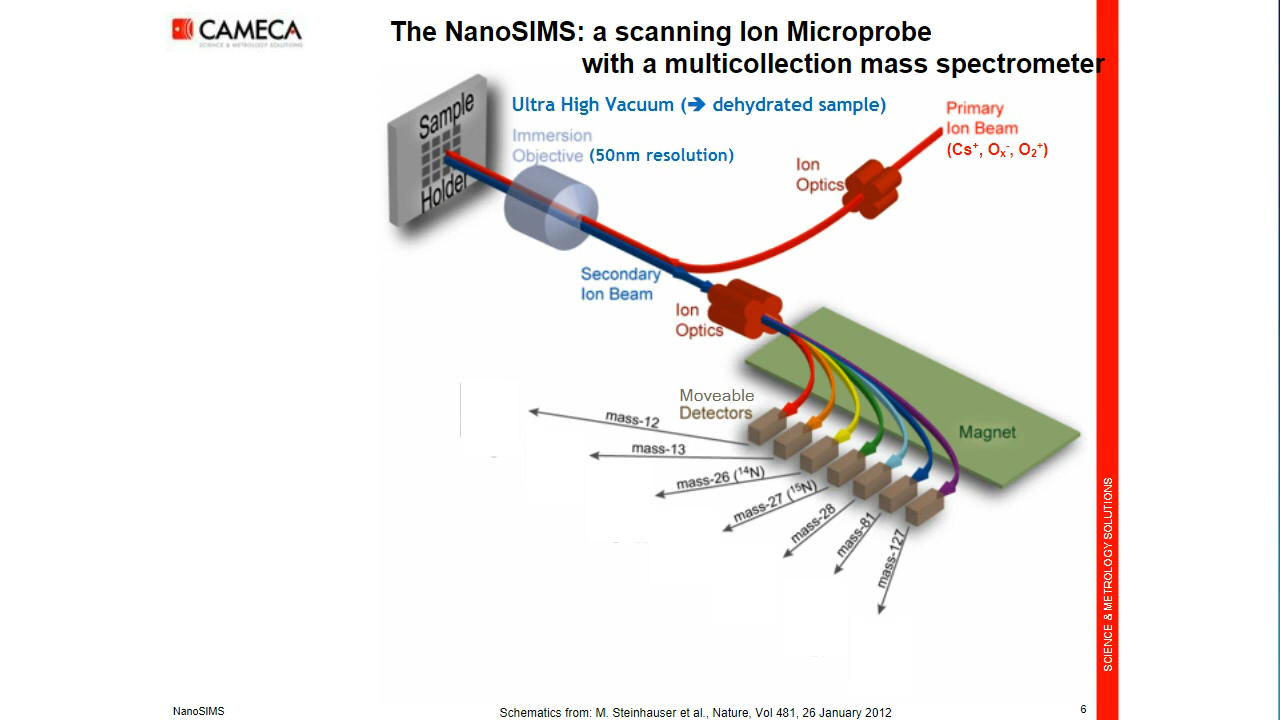 CAMECA
SCIENCE & METROLOGY SOLUTIONS
The NanoSIMS: a scanning Ion Microprobe
with a multicollection mass spectrometer
Ultra High Vacuum (➔ dehydrated sample)
Sample
Holder
Immersion
Objective (50nm resolution)
Primary
Ion Beam
(Cs⁺, Oₓ⁻, O₂⁺)
Ion
Optics
Secondary
Ion Beam
Ion
Optics
Moveable
Detectors
Magnet
mass-12
mass-13
mass-26 (¹⁴N)
mass-27 (¹⁵N)
mass-28
mass-81
mass-127
SCIENCE & METROLOGY SOLUTIONS
NanoSIMS
Schematics from: M. Steinhauser et al., Nature, Vol 481, 26 January 2012
6